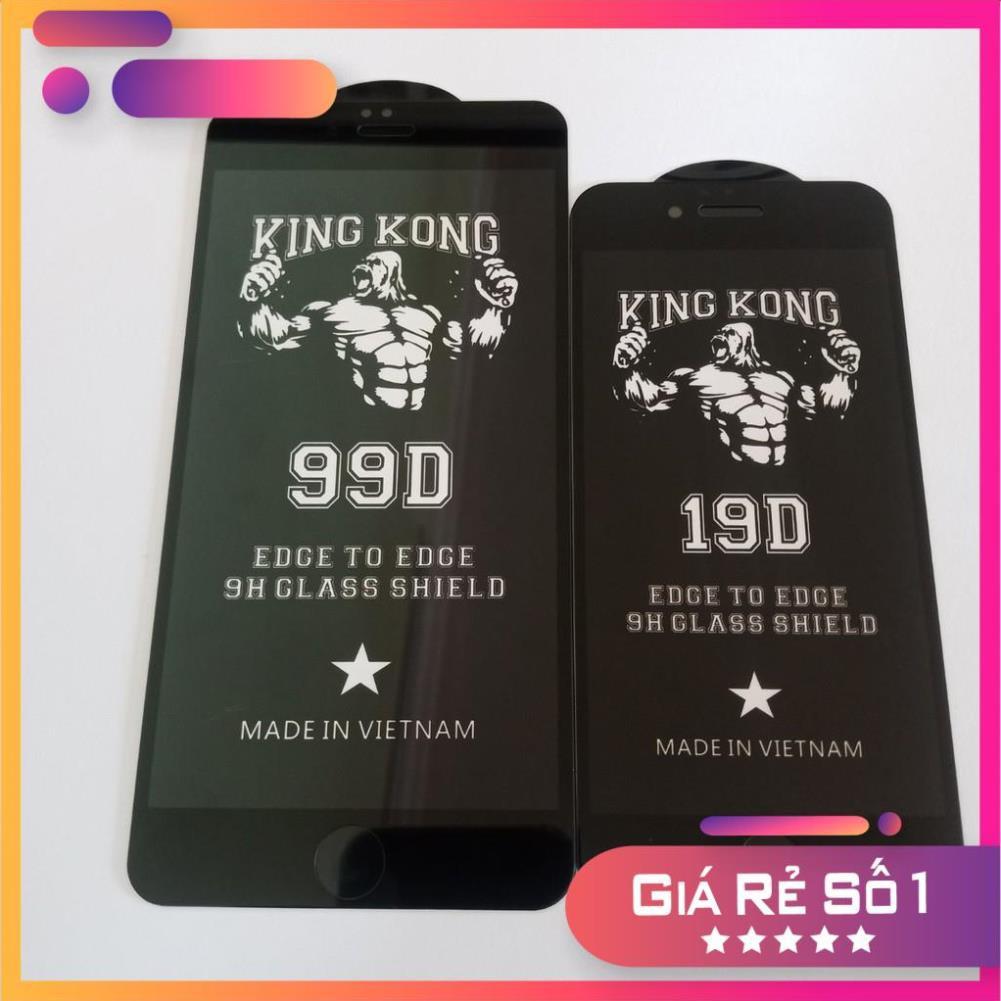 KING KONG
99D
EDGE TO EDGE
9H GLASS SHIELD
MADE IN VIETNAM
KING KONG
19D
EDGE TO EDGE
9H GLASS SHIELD
MADE IN VIETNAM
GIÁ RẺ SỐ 1